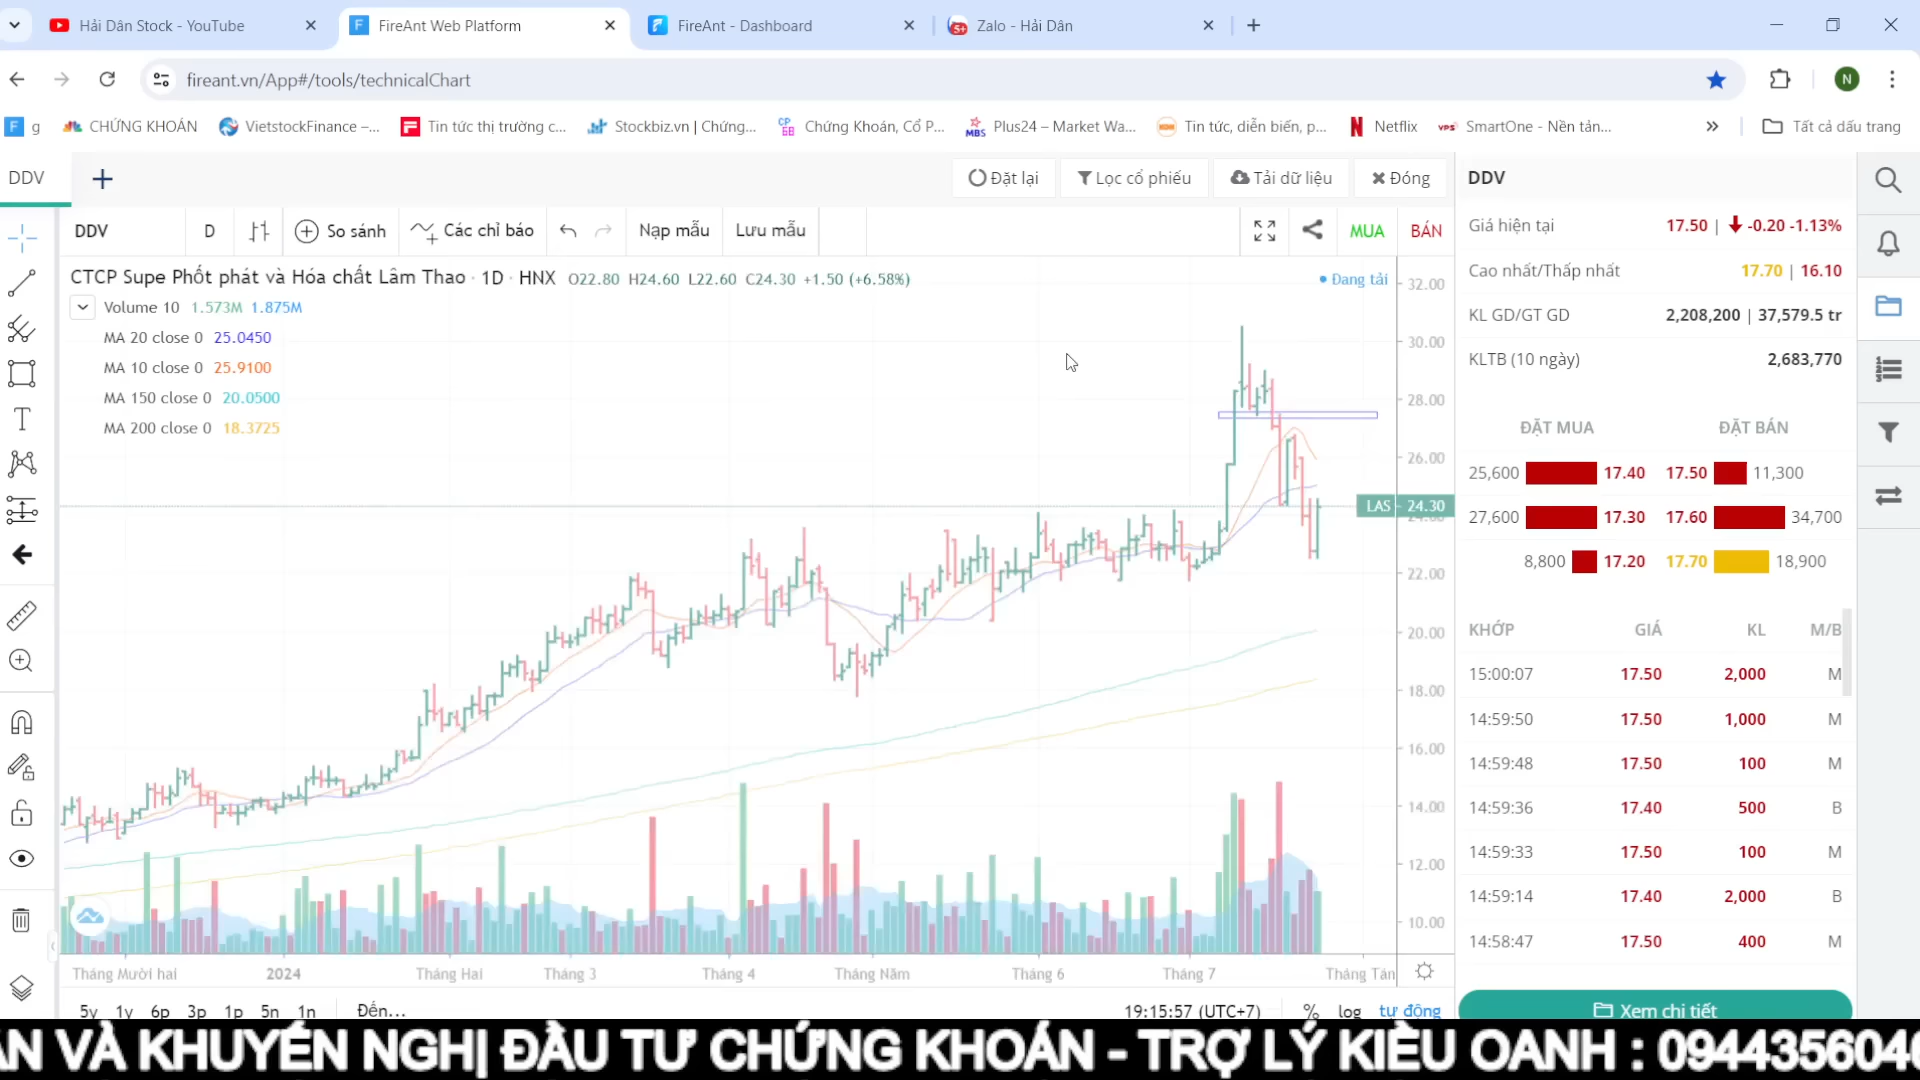 Hải Dân Stock - YouTube
FireAnt Web Platform
FireAnt - Dashboard
Zalo - Hải Dân
fireant.vn/App#/tools/technicalChart
N
g
CHỨNG KHOÁN
VietstockFinance –...
Tin tức thị trường c...
Stockbiz.vn | Chứng...
Chứng Khoán, Cổ P...
Plus24 – Market Wa...
Tin tức, diễn biến, p...
Netflix
SmartOne - Nền tản...
Tất cả dấu trang
DDV
Đặt lại
Lọc cổ phiếu
Tải dữ liệu
Đóng
DDV
D
So sánh
Các chỉ báo
Nạp mẫu
Lưu mẫu
MUA
BÁN
CTCP Supe Phốt phát và Hóa chất Lâm Thao · 1D · HNX O22.80 H24.60 L22.60 C24.30 +1.50 (+6.58%)
Đang tải
Volume 10 1.573M 1.875M
MA 20 close 0 25.0450
MA 10 close 0 25.9100
MA 150 close 0 20.0500
MA 200 close 0 18.3725
32.00
30.00
28.00
26.00
LAS 24.30
24.00
22.00
20.00
18.00
16.00
14.00
12.00
10.00
Tháng Mười hai
2024
Tháng Hai
Tháng 3
Tháng 4
Tháng Năm
Tháng 6
Tháng 7
Tháng Tán
5y 1y 6p 3p 1p 5n 1n
Đến...
19:15:57 (UTC+7)
% log tự động
DDV
Giá hiện tại 17.50 | -0.20 -1.13%
Cao nhất/Thấp nhất 17.70 | 16.10
KL GD/GT GD 2,208,200 | 37,579.5 tr
KLTB (10 ngày) 2,683,770
ĐẶT MUA ĐẶT BÁN
25,600 17.40 17.50 11,300
27,600 17.30 17.60 34,700
8,800 17.20 17.70 18,900
KHỚP GIÁ KL M/B
15:00:07 17.50 2,000 M
14:59:50 17.50 1,000 M
14:59:48 17.50 100 M
14:59:36 17.40 500 B
14:59:33 17.50 100 M
14:59:14 17.40 2,000 B
14:58:47 17.50 400 M
Xem chi tiết
VÀ KHUYẾN NGHỊ| ĐẦU TƯ CHỨNG KHOÁN - TRỢ LÝ KIỀU OANH :